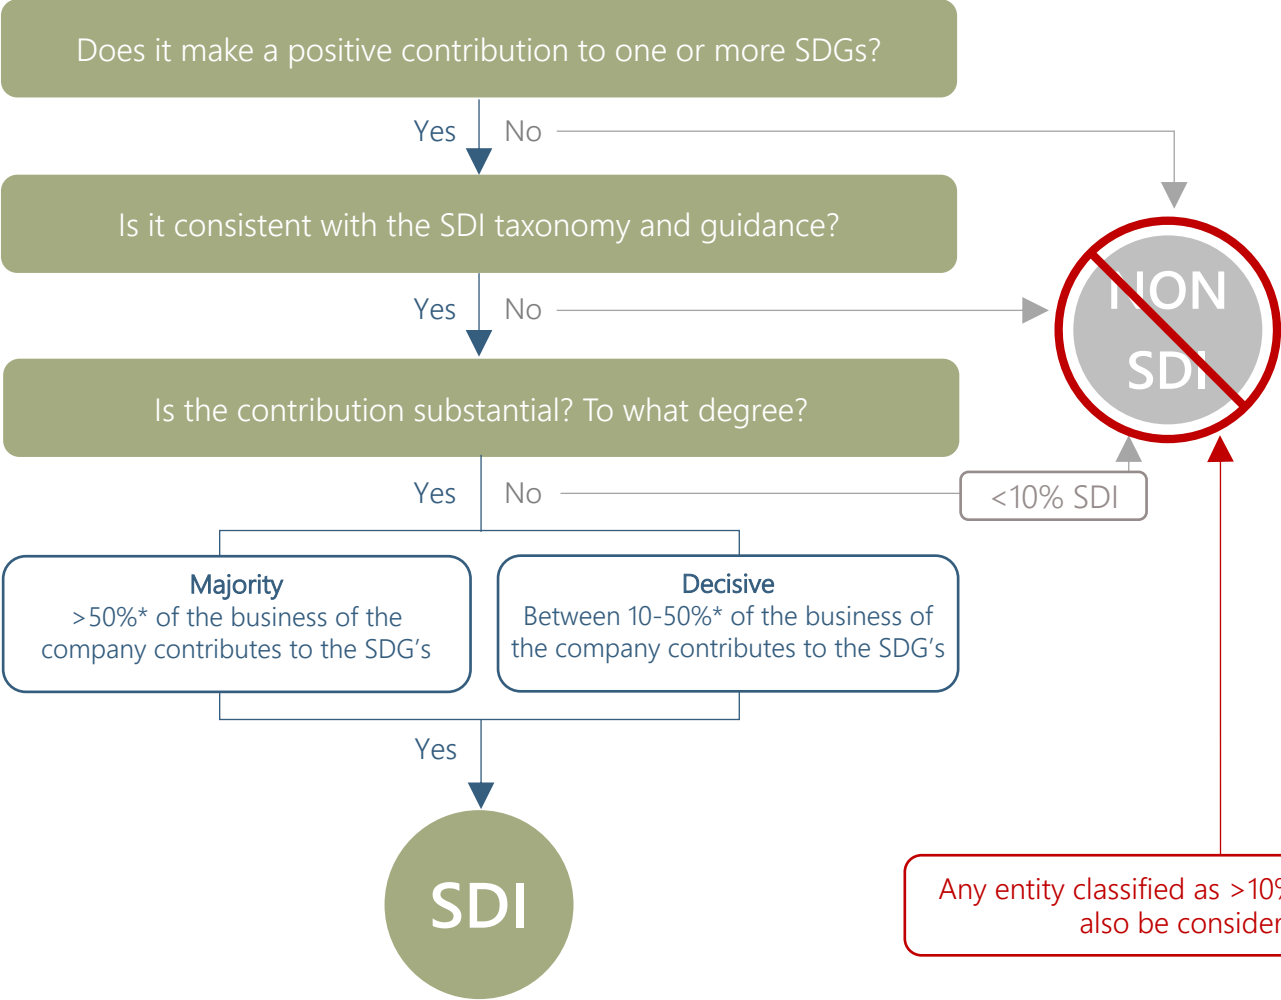 Does it make a positive contribution to one or more SDGs?
Yes
No
Is it consistent with the SDI taxonomy and guidance?
Yes
No
NON
SDI
Is the contribution substantial? To what degree?
Yes
No
<10% SDI
Majority
>50%* of the business of the
company contributes to the SDG’s
Decisive
Between 10-50%* of the business of
the company contributes to the SDG’s
Yes
SDI
Any entity classified as >10%
also be